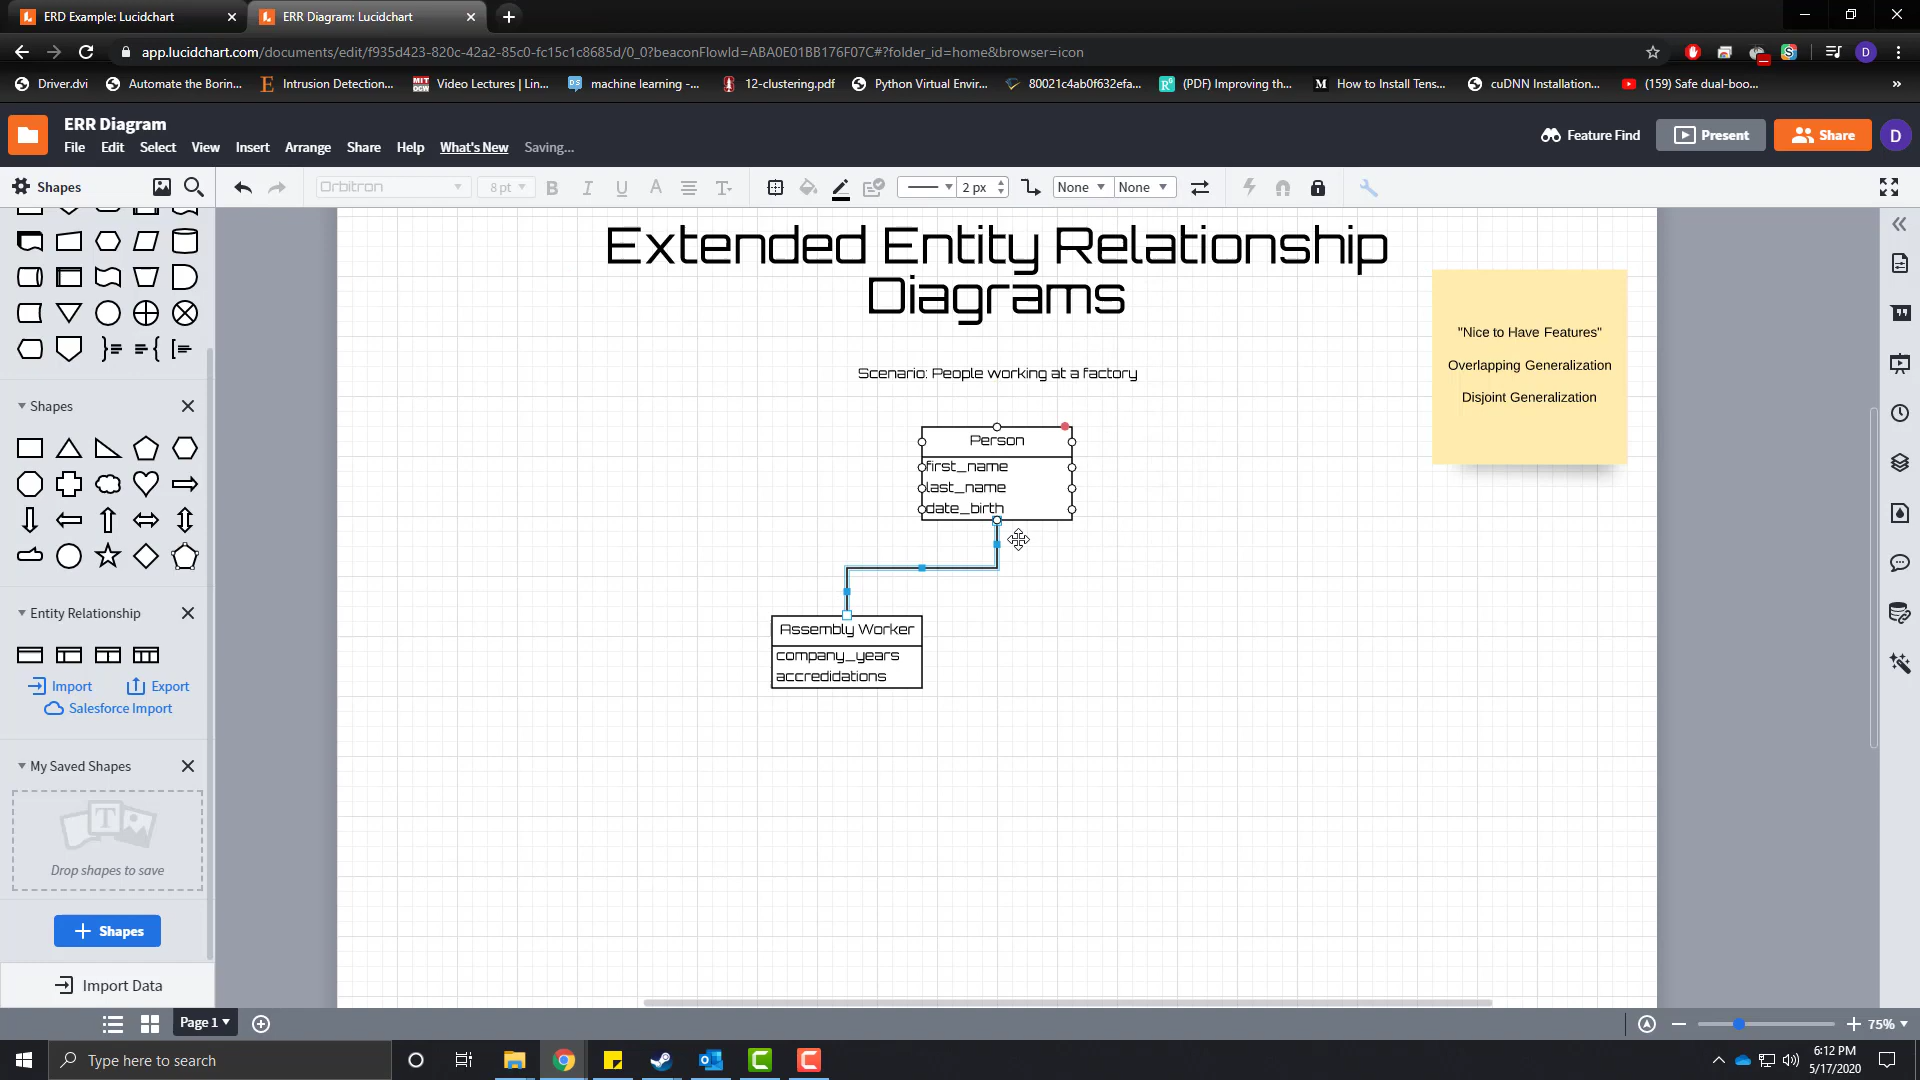 ERD Example: Lucidchart
ERR Diagram: Lucidchart
app.lucidchart.com/documents/edit/f935d423-820c-42a2-85c0-fc15c1c8685d/0_0?beaconFlowId=ABA0E01BB176F07C#?folder_id=home&browser=icon
D
Driver.dvi
Automate the Borin...
Intrusion Detection...
Video Lectures | Lin...
machine learning -...
12-clustering.pdf
Python Virtual Envir...
80021c4ab0f632efa...
(PDF) Improving th...
How to Install Tens...
cuDNN Installation...
(159) Safe dual-boo...
»
ERR Diagram
File Edit Select View Insert Arrange Share Help What's New Saving...
Feature Find
Present
Share
D
Shapes
Orbitron
8 pt
2 px
None
None
Extended Entity Relationship
Diagrams
Scenario: People working at a factory
"Nice to Have Features"
Overlapping Generalization
Disjoint Generalization
Person
first_name
last_name
date_birth
Assembly Worker
company_years
accredidations
Shapes
Entity Relationship
Import
Export
Salesforce Import
My Saved Shapes
Drop shapes to save
Shapes
Import Data
Page 1
75%
Type here to search
6:12 PM
5/17/2020